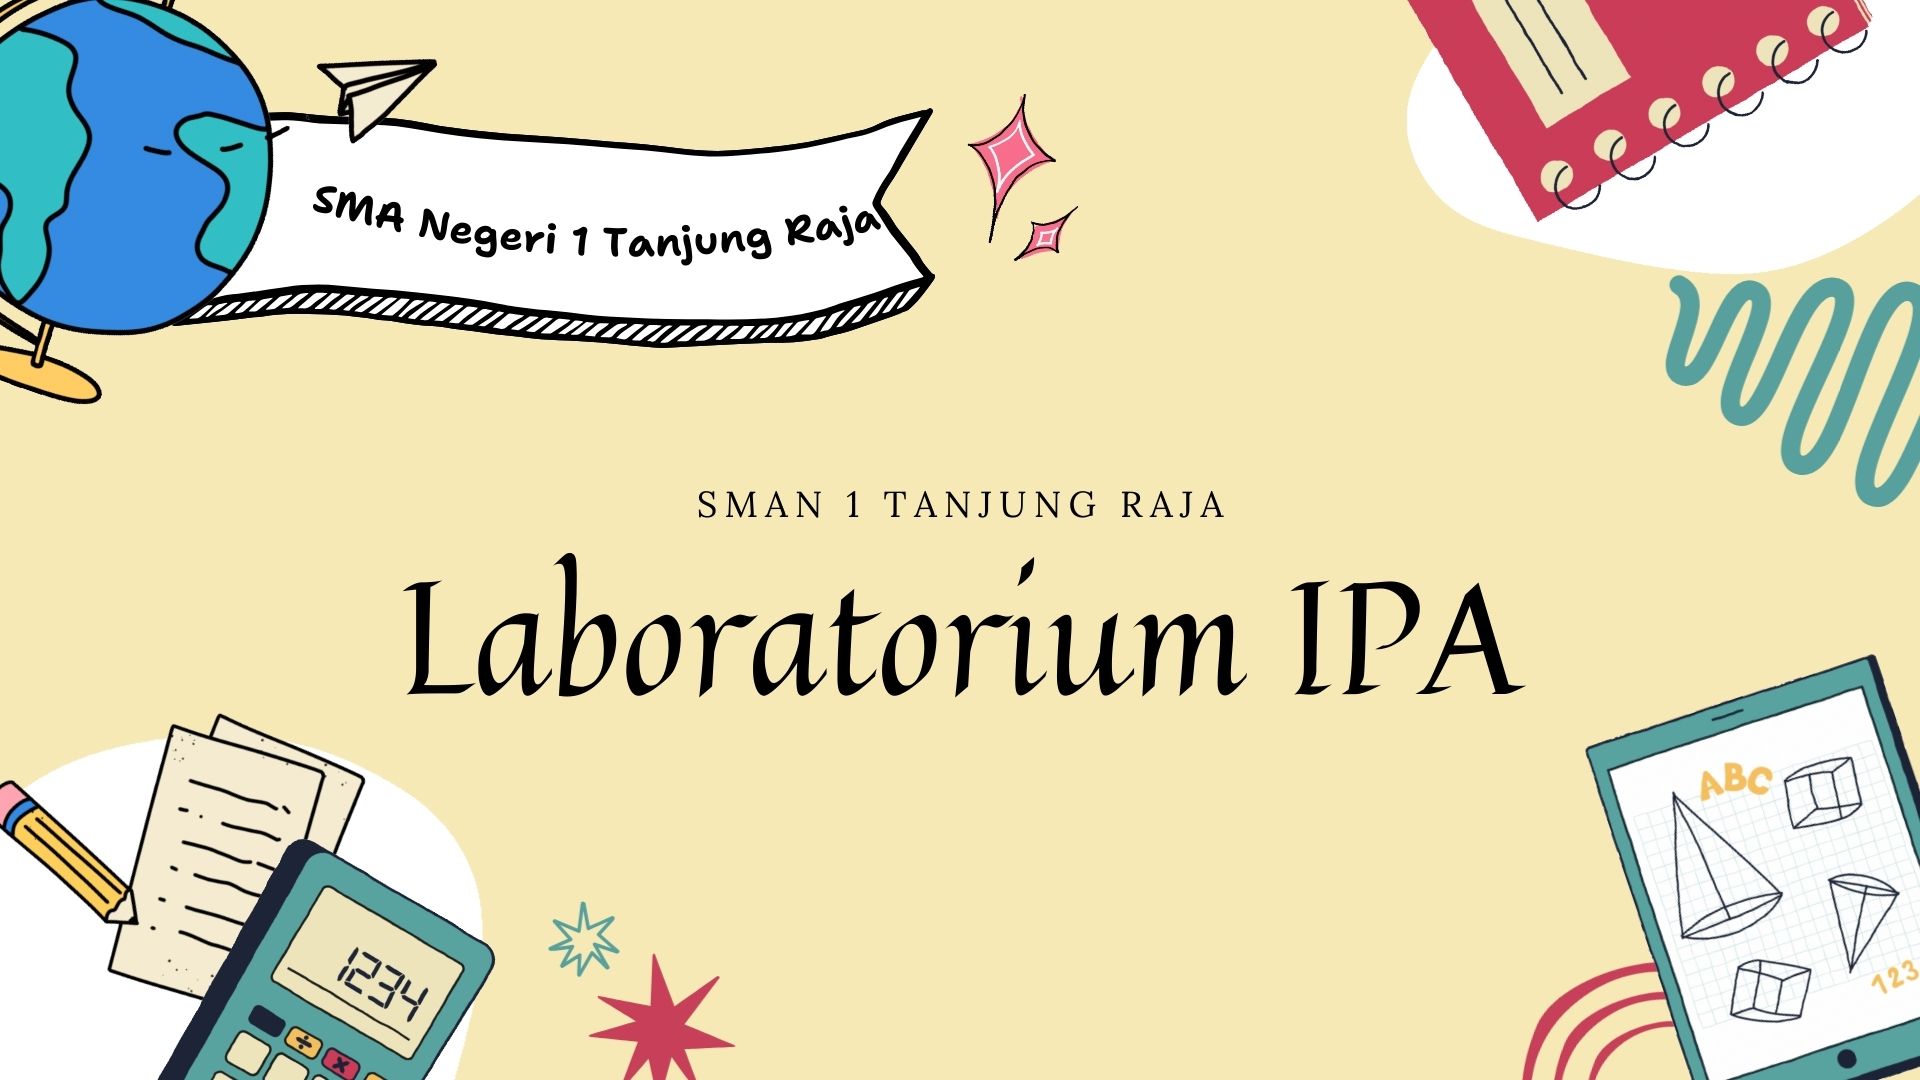 SMA Negeri 1 Tanjung Raja
SMAN 1 TANJUNG RAJA
Laboratorium IPA
ABC
123
1234